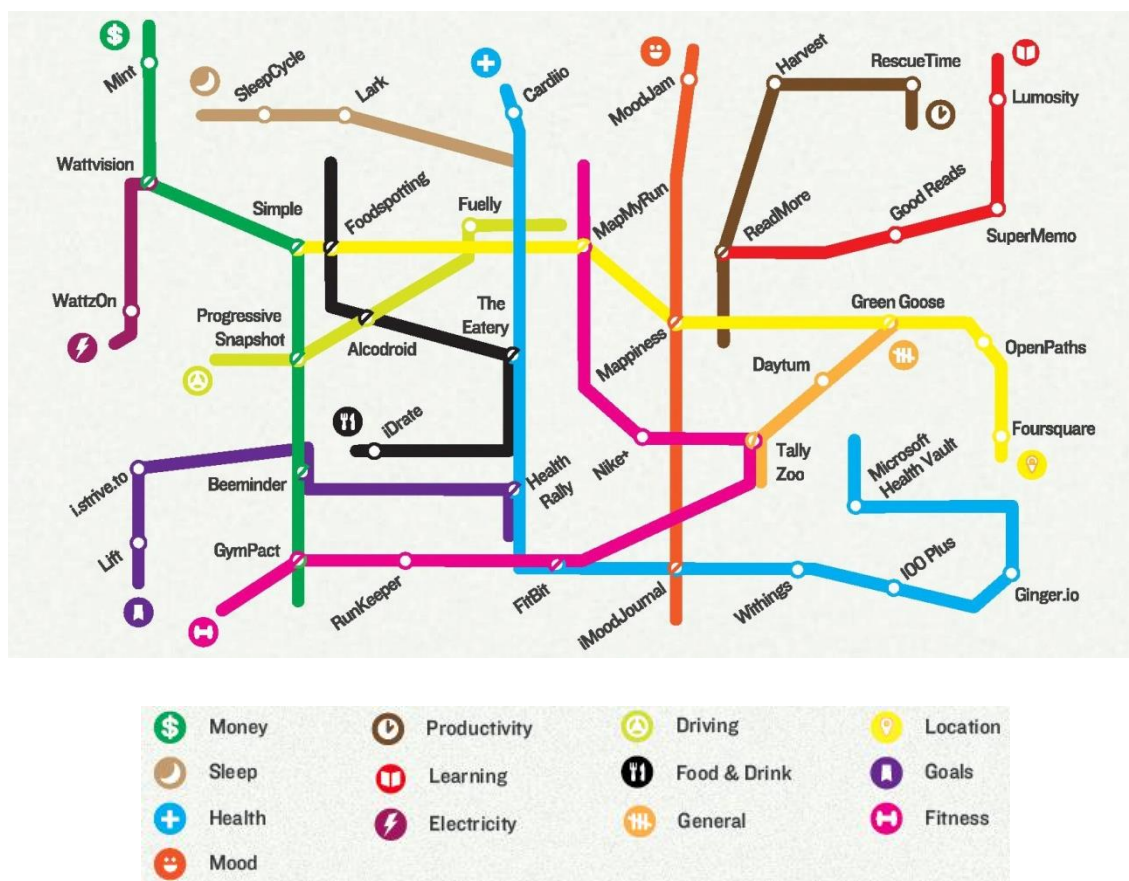 Mint
SleepCycle
Lark
Cardiio
MoodJam
Harvest
RescueTime
Lumosity
Wattvision
Simple
Foodspotting
Fuelly
MapMyRun
ReadMore
Good Reads
SuperMemo
WattzOn
Progressive
Snapshot
Alcodroid
The
Eatery
Mappiness
Green Goose
Daytum
OpenPaths
iDrate
Foursquare
i.strive.to
Beeminder
Health
Rally
Nike+
Tally
Zoo
Microsoft
Health Vault
Lift
GymPact
RunKeeper
FitBit
iMoodJournal
Withings
100 Plus
Ginger.io
Money
Productivity
Driving
Location
Sleep
Learning
Food & Drink
Goals
Health
Electricity
General
Fitness
Mood